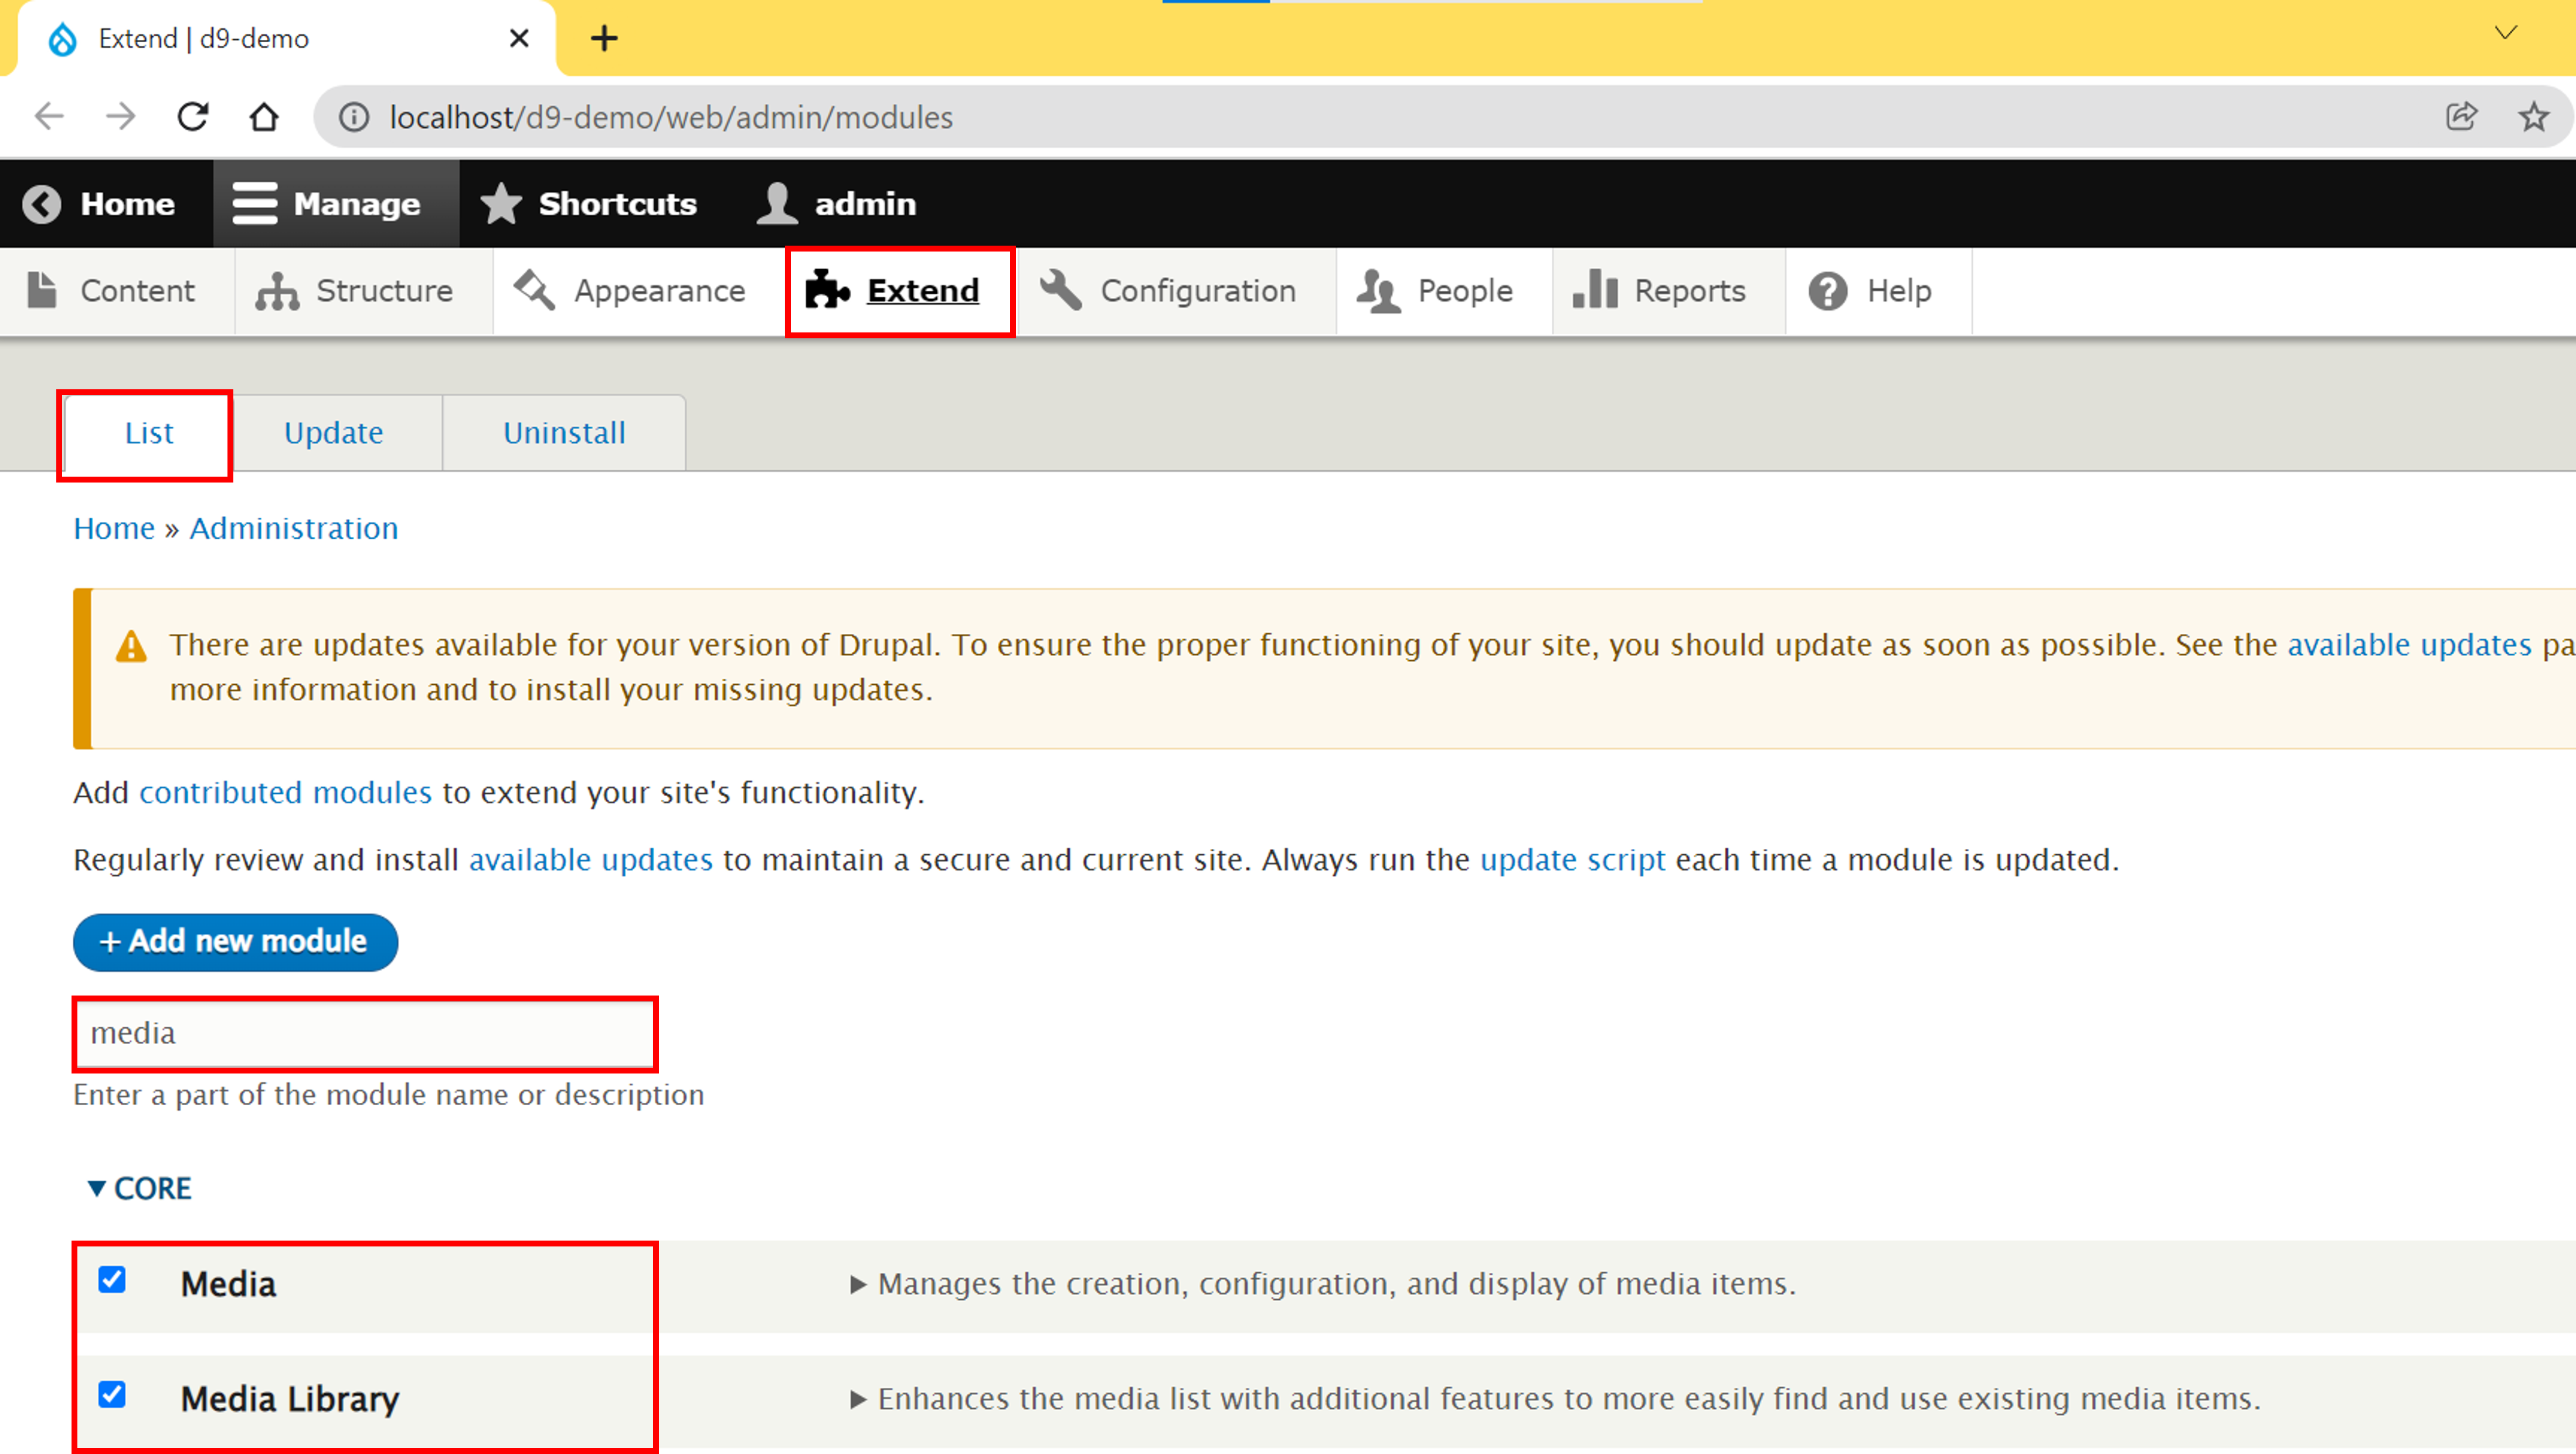 Extend | d9-demo
localhost/d9-demo/web/admin/modules
Home Manage Shortcuts admin
Content Structure Appearance Extend Configuration People Reports Help
List Update Uninstall
Home » Administration
There are updates available for your version of Drupal. To ensure the proper functioning of your site, you should update as soon as possible. See the available updates pa
more information and to install your missing updates.
Add contributed modules to extend your site's functionality.
Regularly review and install available updates to maintain a secure and current site. Always run the update script each time a module is updated.
+ Add new module
media
Enter a part of the module name or description
▼ CORE
Media ▶ Manages the creation, configuration, and display of media items.
Media Library ▶ Enhances the media list with additional features to more easily find and use existing media items.